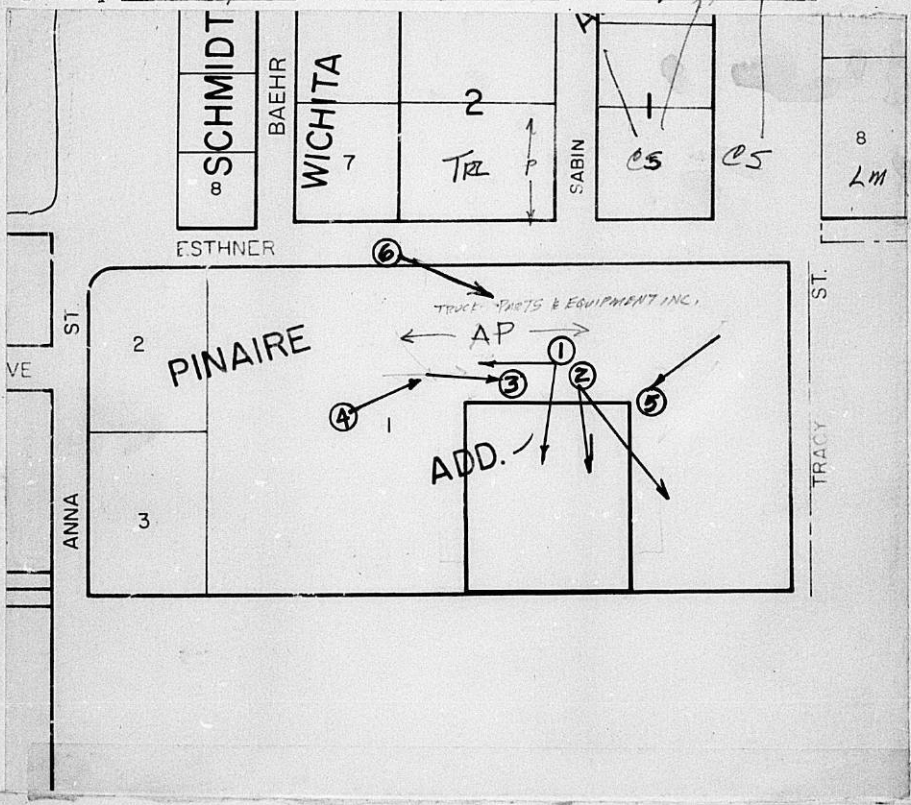 SCHMIDT
BAEHR
WICHITA
2
1
8
7
TRL
P
SABIN
CS
CS
8
LM
8
ESTHNER
6
ST.
ST.
TRUCK PARTS & EQUIPMENT INC.
2
PINAIRE
AP
1
VE
3
2
5
4
1
ADD.
TRACY
ANNA
3